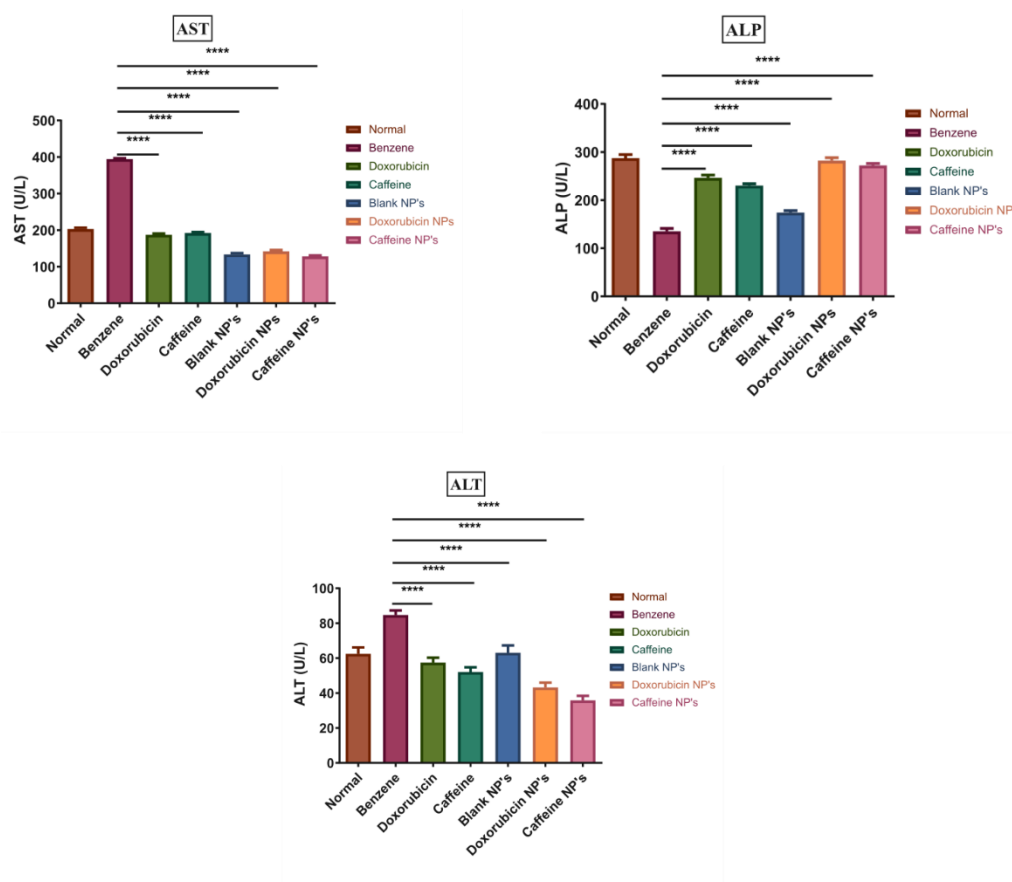 AST
****
****
****
****
****
AST (U/L)
500
400
300
200
100
0
Normal
Benzene
Doxorubicin
Caffeine
Blank NP's
Doxorubicin NPs
Caffeine NP's
Normal
Benzene
Doxorubicin
Caffeine
Blank NP's
Doxorubicin NPs
Caffeine NP's
ALP
****
****
****
****
****
ALP (U/L)
400
300
200
100
0
Normal
Benzene
Doxorubicin
Caffeine
Blank NP's
Doxorubicin NPs
Caffeine NP's
Normal
Benzene
Doxorubicin
Caffeine
Blank NP's
Doxorubicin NP
Caffeine NP's
ALT
****
****
****
****
****
ALT (U/L)
100
80
60
40
20
0
Normal
Benzene
Doxorubicin
Caffeine
Blank NP's
Doxorubicin NP's
Caffeine NP's
Normal
Benzene
Doxorubicin
Caffeine
Blank NP's
Doxorubicin NP's
Caffeine NP's